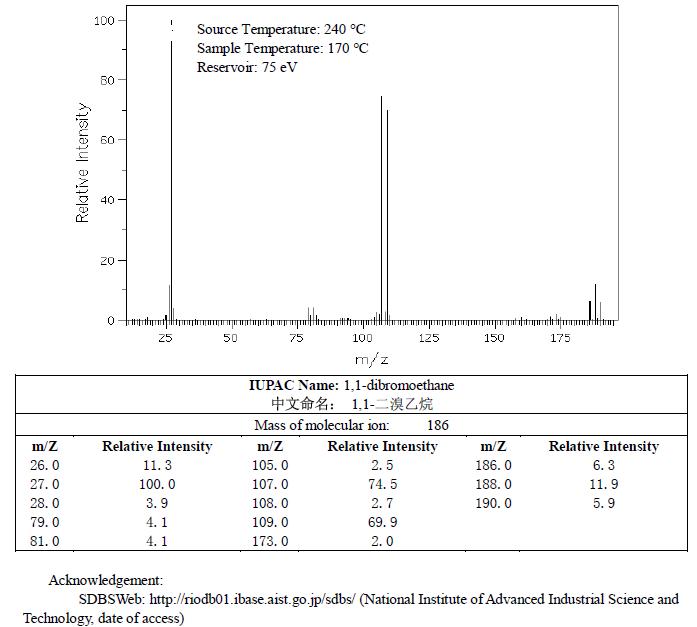 100
Source Temperature: 240 ℃
Sample Temperature: 170 ℃
Reservoir: 75 eV
80
60
40
20
0
Relative Intensity
25 50 75 100 125 150 175
m/z
IUPAC Name: 1,1-dibromoethane
中文命名： 1,1-二溴乙烷
Mass of molecular ion: 186
m/Z Relative Intensity m/Z Relative Intensity m/Z Relative Intensity
26.0 11.3 105.0 2.5 186.0 6.3
27.0 100.0 107.0 74.5 188.0 11.9
28.0 3.9 108.0 2.7 190.0 5.9
79.0 4.1 109.0 69.9
81.0 4.1 173.0 2.0
Acknowledgement:
SDBSWeb: http://riodb01.ibase.aist.go.jp/sdbs/ (National Institute of Advanced Industrial Science and
Technology, date of access)